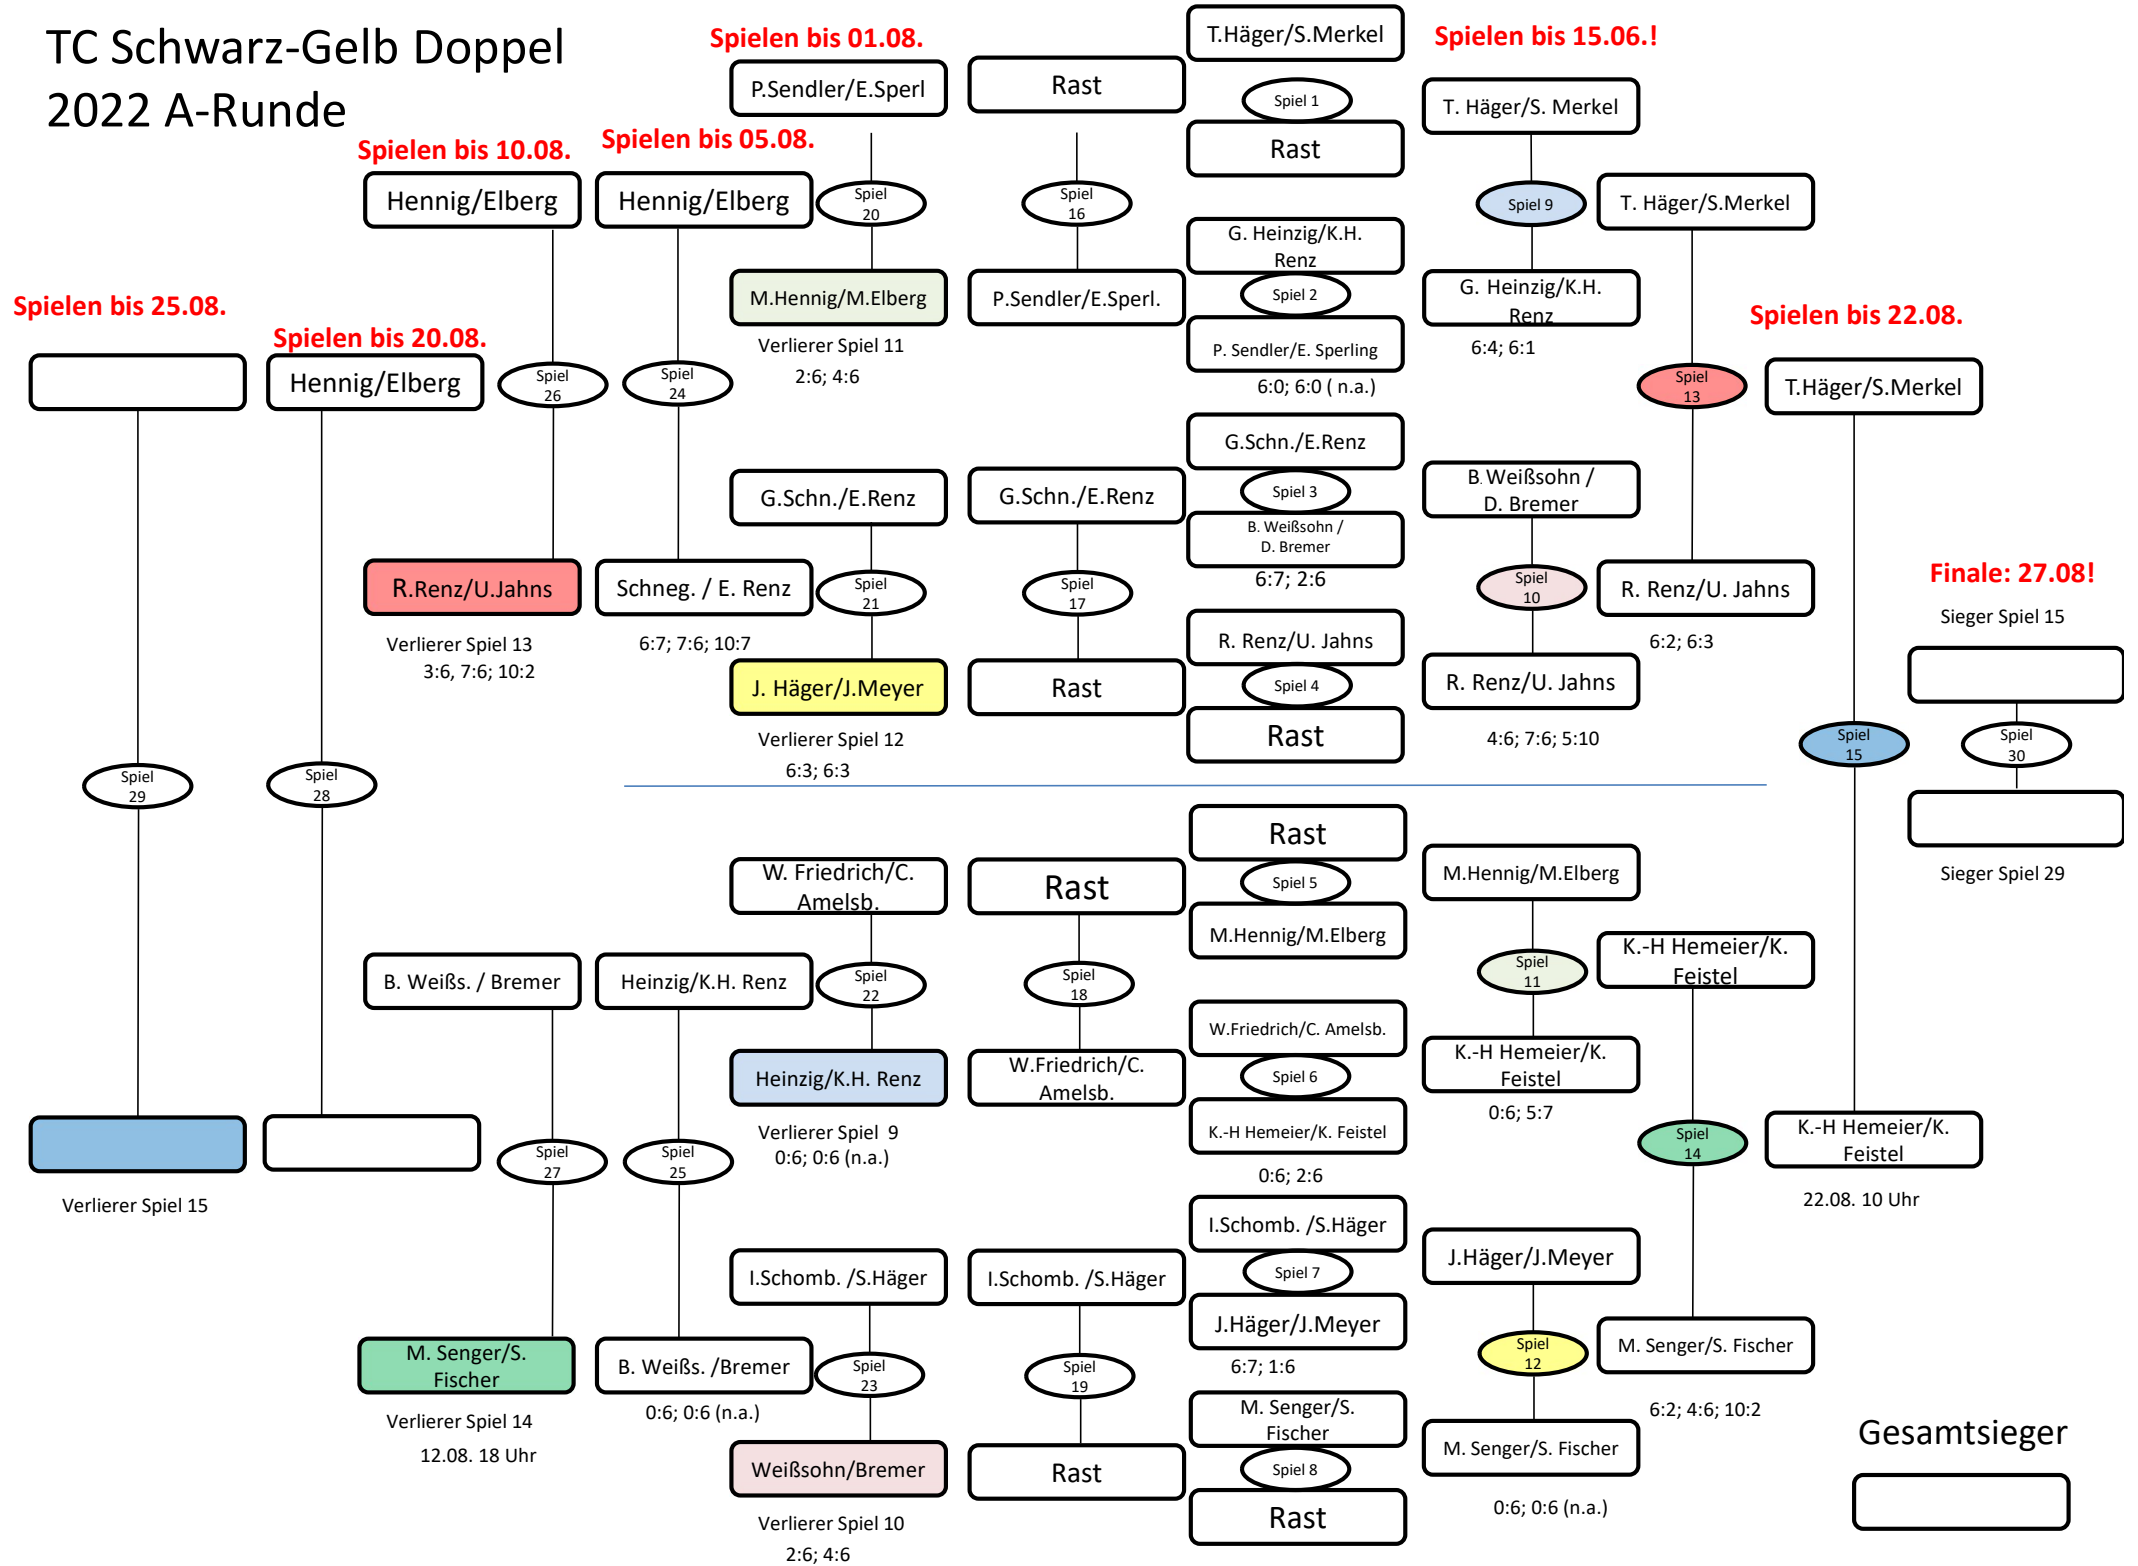 TC Schwarz-Gelb Doppel
2022 A-Runde
Spielen bis 01.08.
Spielen bis 15.06.!
Spielen bis 10.08.
Spielen bis 05.08.
Spielen bis 25.08.
Spielen bis 20.08.
Spielen bis 22.08.
Finale: 27.08!
T.Häger/S.Merkel
Spiel 1
Rast
G. Heinzig/K.H.
Renz
Spiel 2
P. Sendler/E. Sperling
6:0; 6:0 ( n.a.)
G.Schn./E.Renz
Spiel 3
B. Weißsohn /
D. Bremer
6:7; 2:6
R. Renz/U. Jahns
Spiel 4
Rast
Rast
Spiel 5
M.Hennig/M.Elberg
W.Friedrich/C. Amelsb.
Spiel 6
K.-H Hemeier/K. Feistel
0:6; 2:6
I.Schomb. /S.Häger
Spiel 7
J.Häger/J.Meyer
6:7; 1:6
M. Senger/S.
Fischer
Spiel 8
Rast
T. Häger/S. Merkel
Spiel 9
G. Heinzig/K.H.
Renz
6:4; 6:1
B.Weißsohn /
D. Bremer
Spiel
10
R. Renz/U. Jahns
4:6; 7:6; 5:10
M.Hennig/M.Elberg
Spiel
11
K.-H Hemeier/K.
Feistel
0:6; 5:7
J.Häger/J.Meyer
Spiel
12
M. Senger/S. Fischer
0:6; 0:6 (n.a.)
T. Häger/S.Merkel
Spiel
13
R. Renz/U. Jahns
6:2; 6:3
K.-H Hemeier/K.
Feistel
Spiel
14
M. Senger/S. Fischer
6:2; 4:6; 10:2
T.Häger/S.Merkel
Spiel
15
K.-H Hemeier/K.
Feistel
22.08. 10 Uhr
Sieger Spiel 15
Spiel
30
Sieger Spiel 29
Gesamtsieger
Rast
Spiel
16
P.Sendler/E.Sperl.
G.Schn./E.Renz
Spiel
17
Rast
Rast
Spiel
18
W.Friedrich/C.
Amelsb.
I.Schomb. /S.Häger
Spiel
19
Rast
P.Sendler/E.Sperl
Spiel
20
M.Hennig/M.Elberg
Verlierer Spiel 11
2:6; 4:6
G.Schn./E.Renz
Spiel
21
J. Häger/J.Meyer
Verlierer Spiel 12
6:3; 6:3
W. Friedrich/C.
Amelsb.
Spiel
22
Heinzig/K.H. Renz
Verlierer Spiel 9
0:6; 0:6 (n.a.)
I.Schomb. /S.Häger
Spiel
23
Weißsohn/Bremer
Verlierer Spiel 10
2:6; 4:6
Hennig/Elberg
Spiel
24
Schneg. / E. Renz
6:7; 7:6; 10:7
Heinzig/K.H. Renz
Spiel
25
B. Weißs. /Bremer
0:6; 0:6 (n.a.)
Hennig/Elberg
Spiel
26
R.Renz/U.Jahns
Verlierer Spiel 13
3:6, 7:6; 10:2
B. Weißs. / Bremer
Spiel
27
M. Senger/S.
Fischer
Verlierer Spiel 14
12.08. 18 Uhr
Hennig/Elberg
Spiel
28
Spiel
29
Verlierer Spiel 15